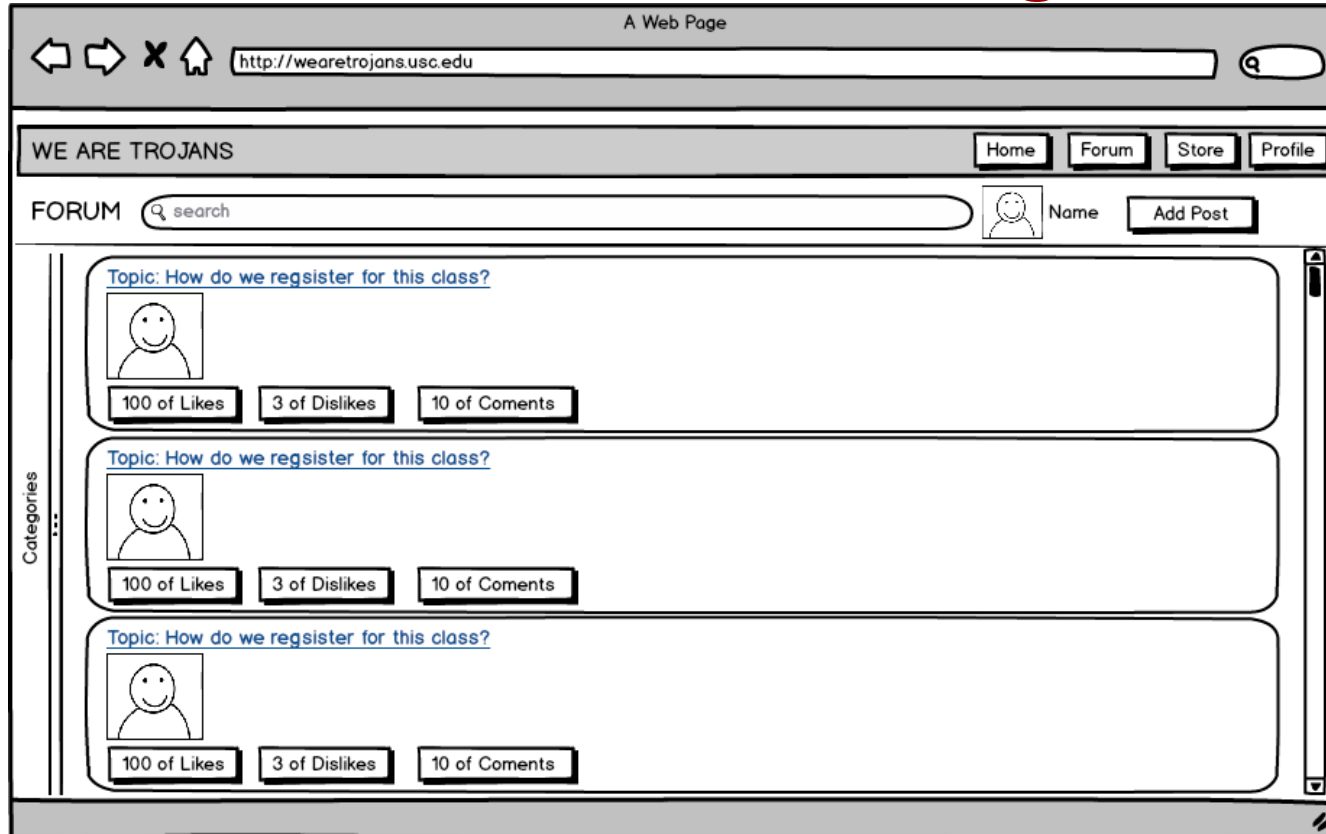 A Web Page
http://wearetrojans.usc.edu
WE ARE TROJANS Home Forum Store Profile
FORUM search Name Add Post
Categories
Topic: How do we regsister for this class?
100 of Likes 3 of Dislikes 10 of Coments
Topic: How do we regsister for this class?
100 of Likes 3 of Dislikes 10 of Coments
Topic: How do we regsister for this class?
100 of Likes 3 of Dislikes 10 of Coments